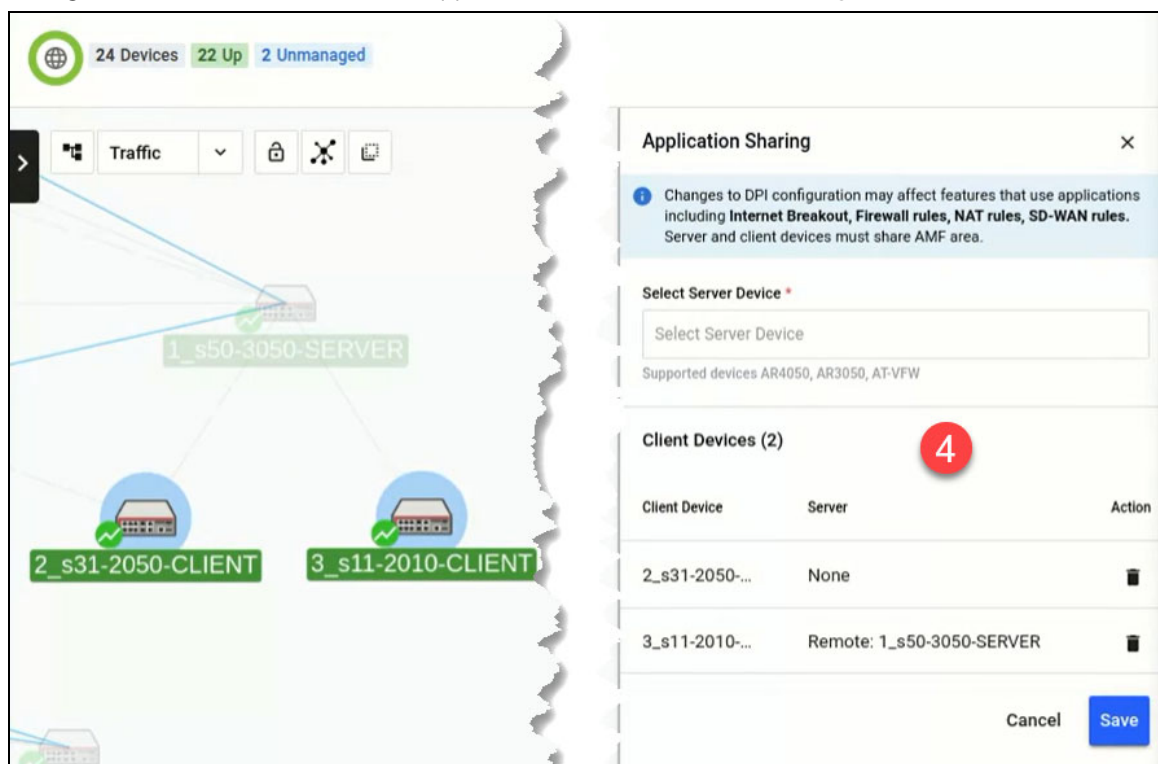 24 Devices 22 Up 2 Unmanaged
Traffic
1_s50-3050-SERVER
2_s31-2050-CLIENT
3_s11-2010-CLIENT
Application Sharing
Changes to DPI configuration may affect features that use applications
including Internet Breakout, Firewall rules, NAT rules, SD-WAN rules.
Server and client devices must share AMF area.
Select Server Device *
Select Server Device
Supported devices AR4050, AR3050, AT-VFW
Client Devices (2)
4
Client Device Server Action
2_s31-2050-... None
3_s11-2010-... Remote: 1_s50-3050-SERVER
Cancel Save